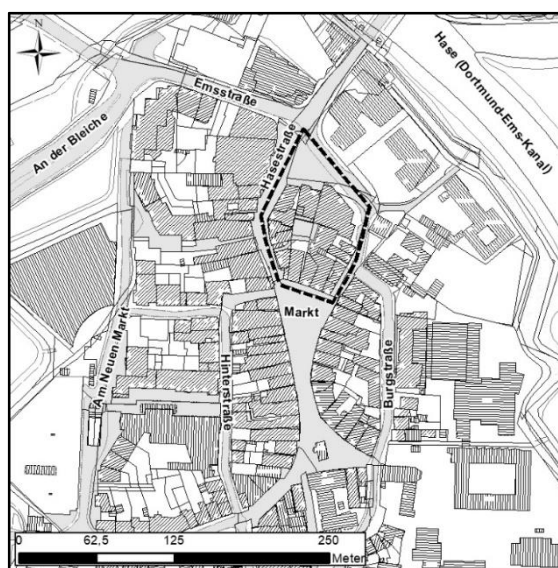 N
Hase (Dortmund-Ems-Kanal)
Emsstraße
An der Bleiche
Hasestraße
Markt
Am Neuen Markt
Hinterstraße
Burgstraße
0 62,5 125 250
Meter